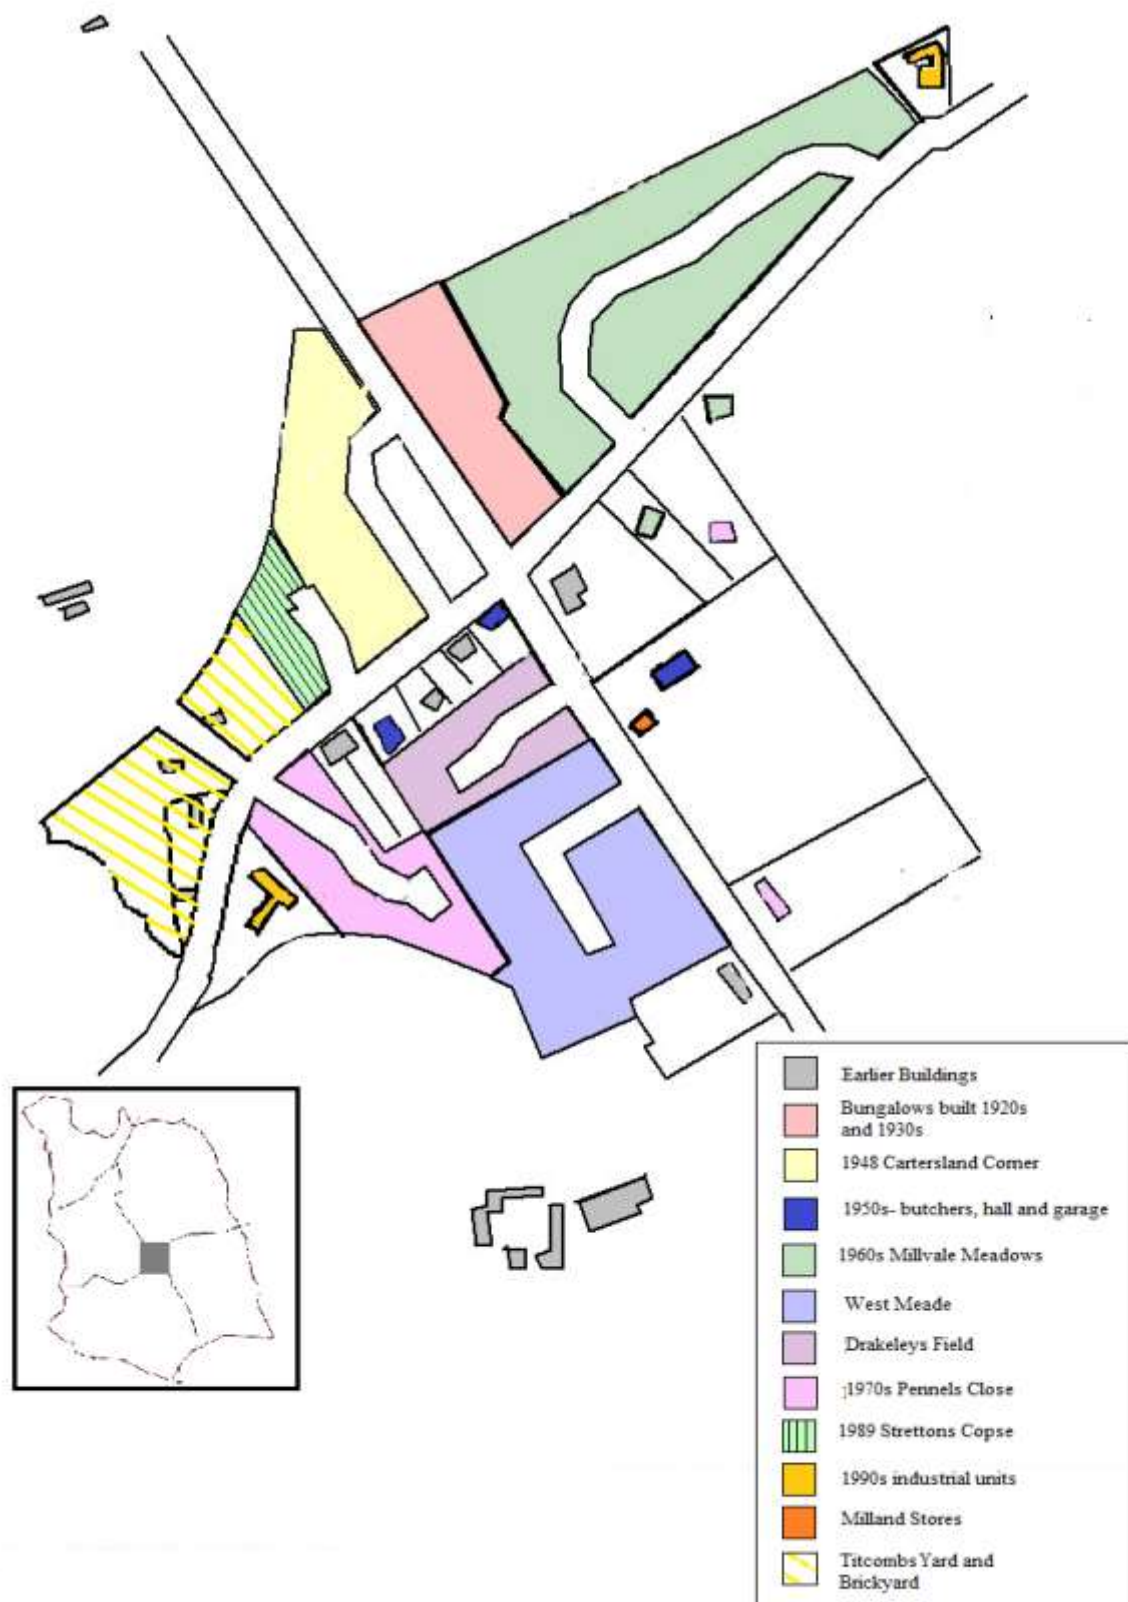 Earlier Buildings
Bungalows built 1920s
and 1930s
1948 Cartersland Corner
1950s- butchers, hall and garage
1960s Millvale Meadows
West Meade
Drakeleys Field
1970s Pennels Close
1989 Strettons Copse
1990s industrial units
Milland Stores
Titcombs Yard and
Brickyard